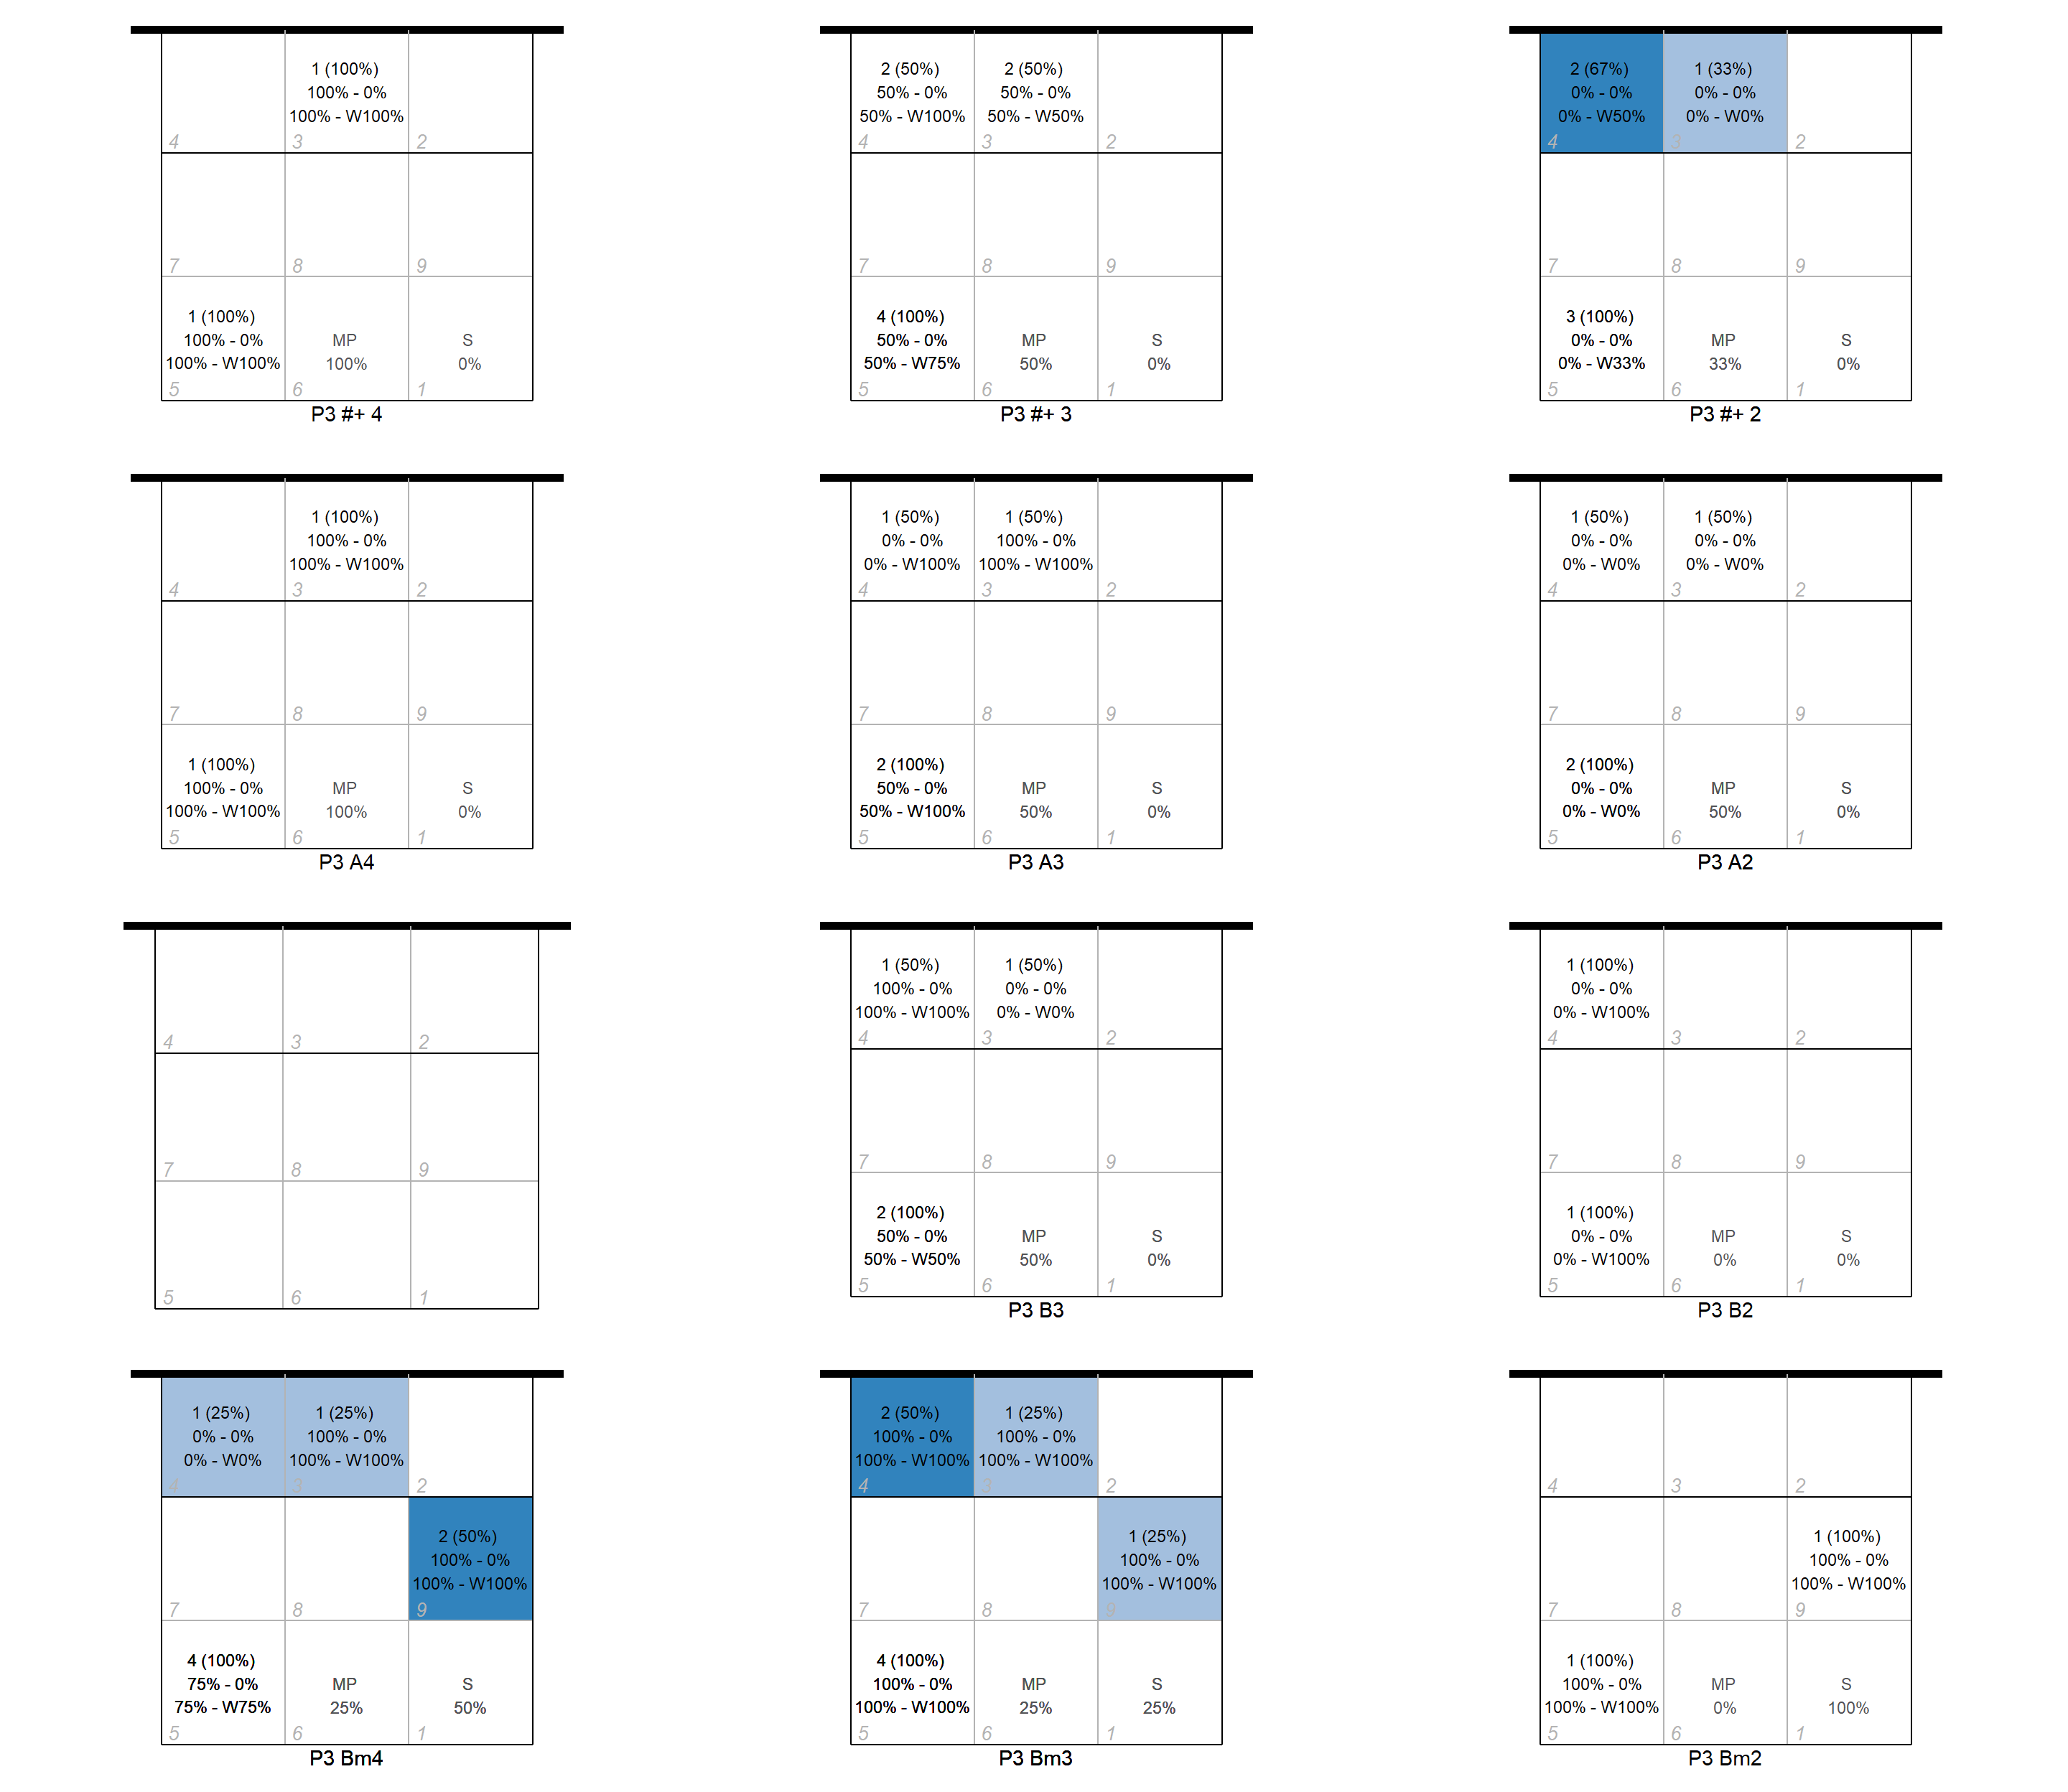 1 (100%)
100% - 0%
100% - W100%
4
3
2
7
8
9
1 (100%)
100% - 0%
100% - W100%
MP
100%
S
0%
5
6
1
P3 #+ 4
2 (50%)
50% - 0%
50% - W100%
2 (50%)
50% - 0%
50% - W50%
4
3
2
7
8
9
4 (100%)
50% - 0%
50% - W75%
MP
50%
S
0%
5
6
1
P3 #+ 3
2 (67%)
0% - 0%
0% - W50%
1 (33%)
0% - 0%
0% - W0%
4
3
2
7
8
9
3 (100%)
0% - 0%
0% - W33%
MP
33%
S
0%
5
6
1
P3 #+ 2
1 (100%)
100% - 0%
100% - W100%
4
3
2
7
8
9
1 (100%)
100% - 0%
100% - W100%
MP
100%
S
0%
5
6
1
P3 A4
1 (50%)
0% - 0%
0% - W100%
1 (50%)
100% - 0%
100% - W100%
4
3
2
7
8
9
2 (100%)
50% - 0%
50% - W100%
MP
50%
S
0%
5
6
1
P3 A3
1 (50%)
0% - 0%
0% - W0%
1 (50%)
0% - 0%
0% - W0%
4
3
2
7
8
9
2 (100%)
0% - 0%
0% - W0%
MP
50%
S
0%
5
6
1
P3 A2
4
3
2
7
8
9
5
6
1
1 (50%)
100% - 0%
100% - W100%
1 (50%)
0% - 0%
0% - W0%
4
3
2
7
8
9
2 (100%)
50% - 0%
50% - W50%
MP
50%
S
0%
5
6
1
P3 B3
1 (100%)
0% - 0%
0% - W100%
4
3
2
7
8
9
1 (100%)
0% - 0%
0% - W100%
MP
0%
S
0%
5
6
1
P3 B2
1 (25%)
0% - 0%
0% - W0%
1 (25%)
100% - 0%
100% - W100%
4
3
2
2 (50%)
100% - 0%
100% - W100%
7
8
9
4 (100%)
75% - 0%
75% - W75%
MP
25%
S
50%
5
6
1
P3 Bm4
2 (50%)
100% - 0%
100% - W100%
1 (25%)
100% - 0%
100% - W100%
4
3
2
1 (25%)
100% - 0%
100% - W100%
7
8
9
4 (100%)
100% - 0%
100% - W100%
MP
25%
S
25%
5
6
1
P3 Bm3
4
3
2
1 (100%)
100% - 0%
100% - W100%
7
8
9
1 (100%)
100% - 0%
100% - W100%
MP
0%
S
100%
5
6
1
P3 Bm2